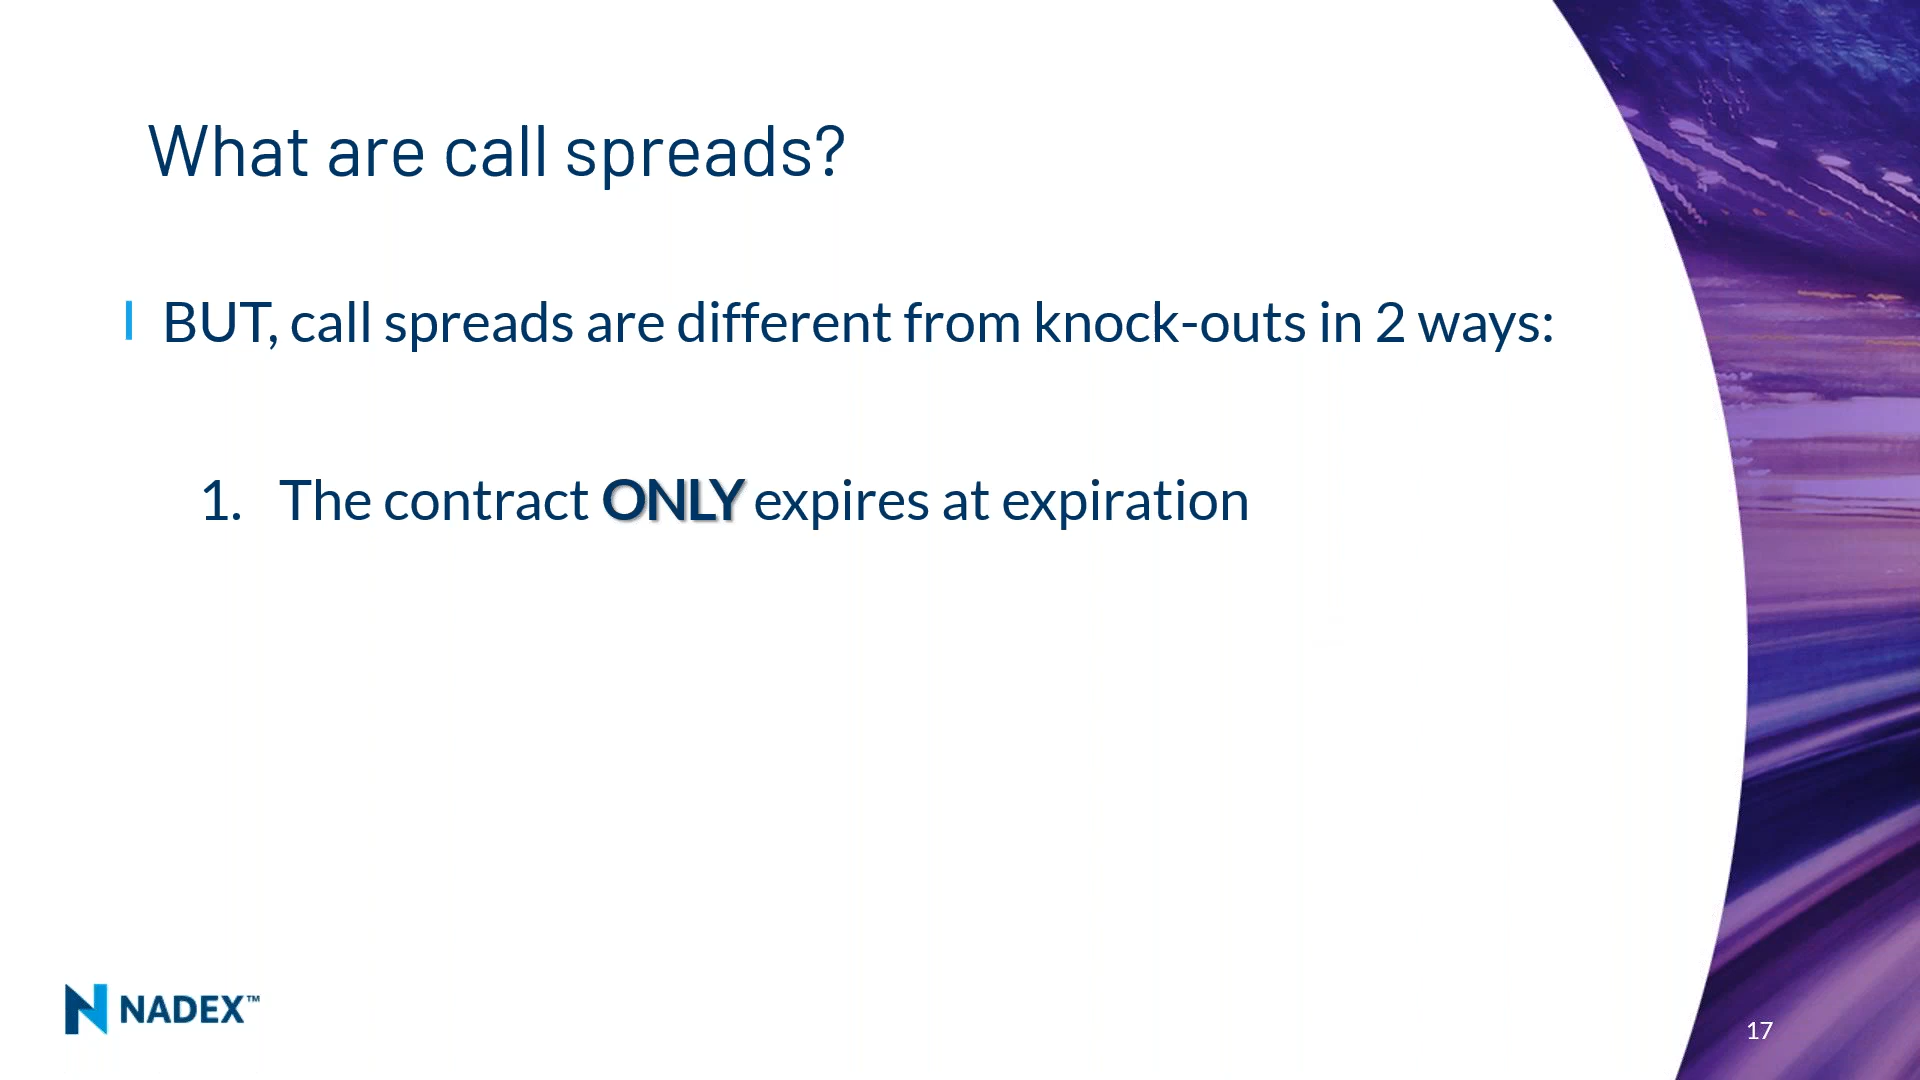 What are call spreads?
BUT, call spreads are different from knock-outs in 2 ways:
1. The contract ONLY expires at expiration
NADEX™
17